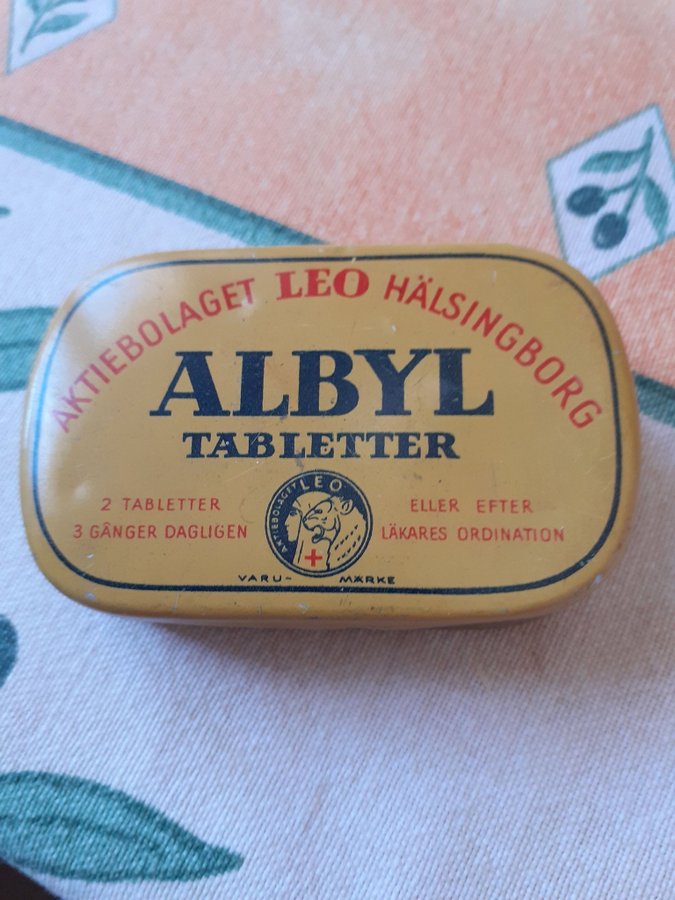 AKTIEBOLAGET LEO HÄLSINGBORG
ALBYL
TABLETTER
2 TABLETTER
3 GÅNGER DAGLIGEN
AKTIEBOLAGET LEO
ELLER EFTER
LÄKARES ORDINATION
VARU-MÄRKE